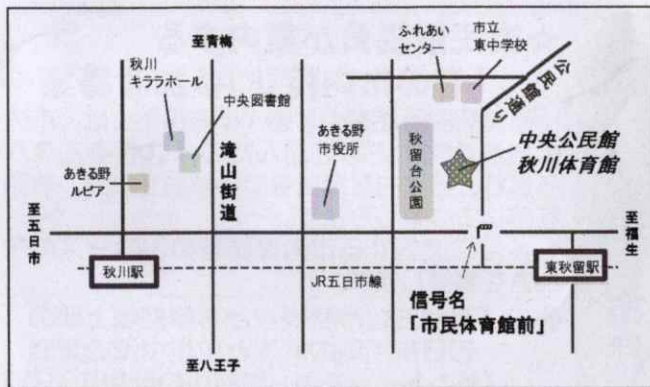 至青梅
ふれあい
センター
市立
東中学校
公民館通り
秋川
キララホール
中央図書館
あきる野
ルピア
滝山街道
あきる野
市役所
秋留台公園
中央公民館
秋川体育館
至五日市
至福生
秋川駅
JR五日市線
東秋留駅
信号名
「市民体育館前」
至八王子